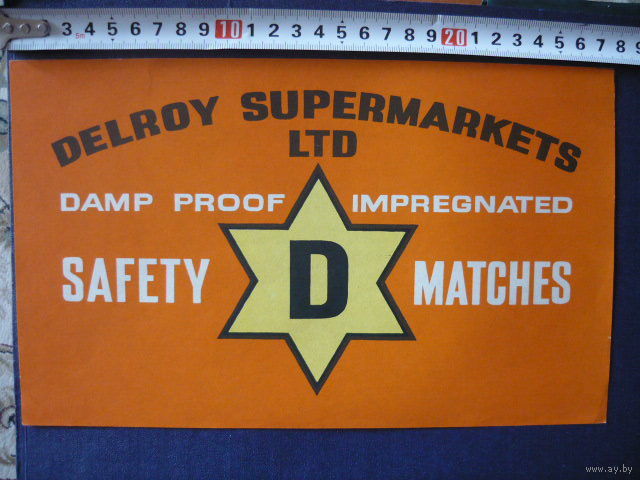 3 4 5 6 7 8 9 10 1 2 3 4 5 6 7 8 9 20 1 2 3 4 5 6 7 8 9
5m
DELROY SUPERMARKETS
LTD
DAMP PROOF IMPREGNATED
SAFETY D MATCHES
www.ay.by